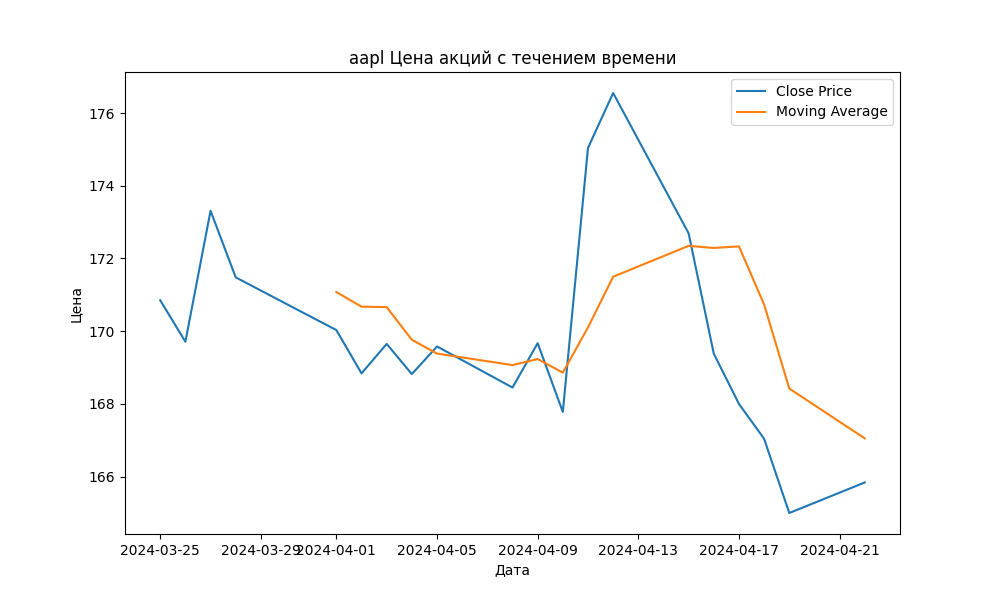 aapl Цена акций с течением времени
Close Price
Moving Average
176
174
172
170
168
166
Цена
2024-03-25
2024-03-29
2024-04-01
2024-04-05
2024-04-09
2024-04-13
2024-04-17
2024-04-21
Дата